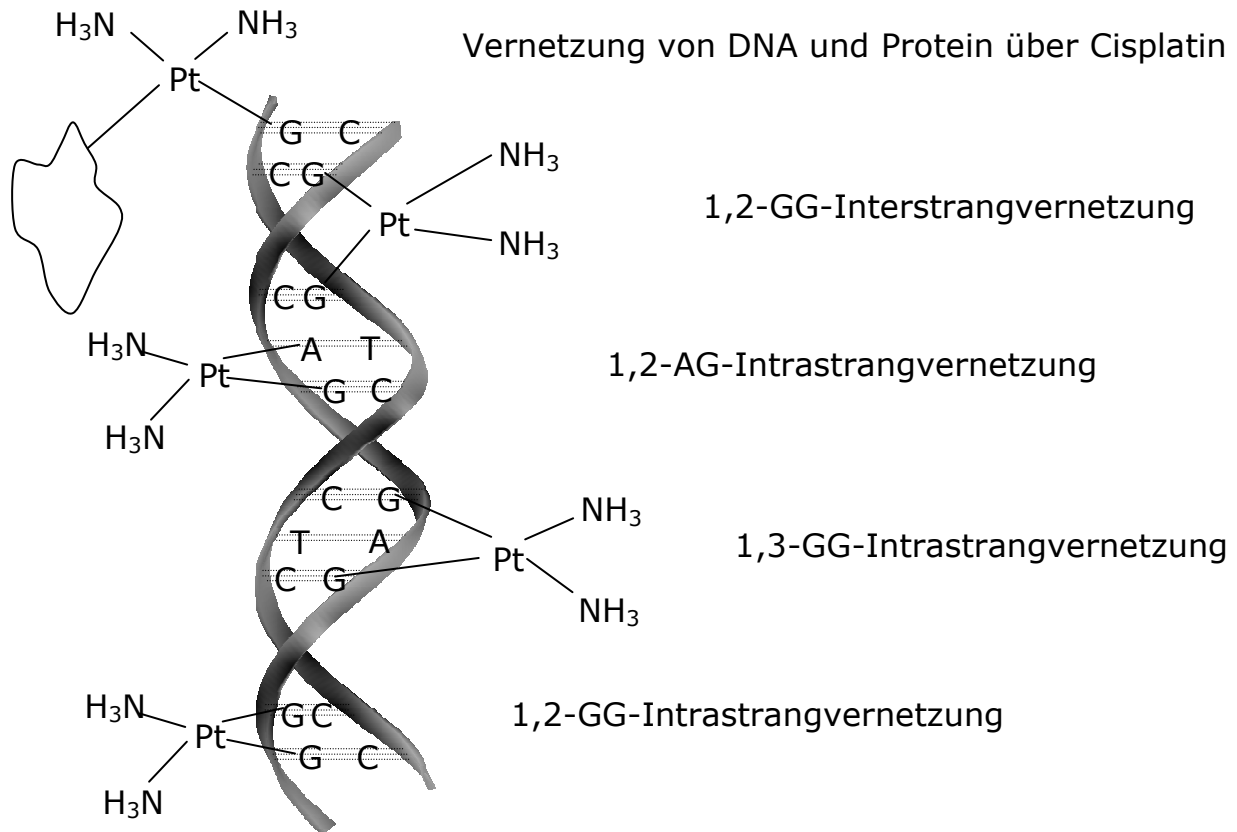 H₃N NH₃
Vernetzung von DNA und Protein über Cisplatin
Pt
G C
C G NH₃
Pt 1,2-GG-Interstrangvernetzung
NH₃
C G
H₃N A T
Pt 1,2-AG-Intrastrangvernetzung
G C
H₃N
C G NH₃
T A 1,3-GG-Intrastrangvernetzung
Pt
C G
NH₃
H₃N G C 1,2-GG-Intrastrangvernetzung
Pt
G C
H₃N